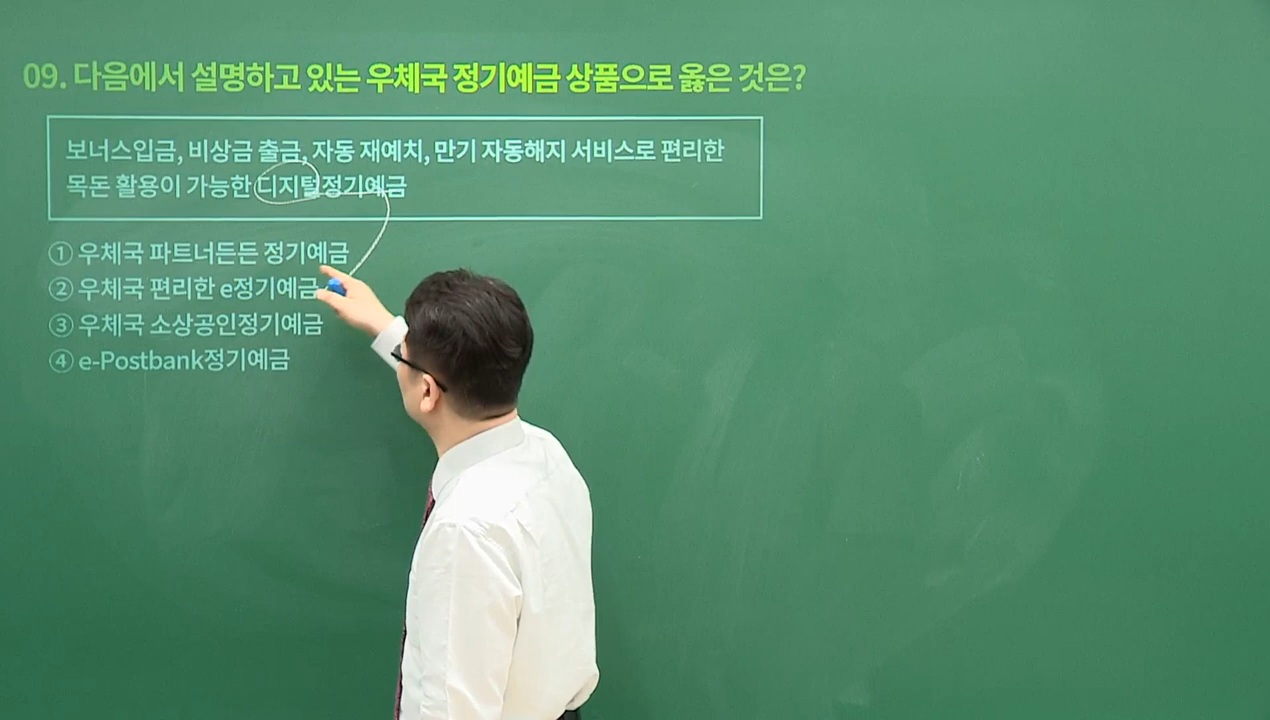 09. 다음에서 설명하고 있는 우체국 정기예금 상품으로 옳은 것은?
보너스입금, 비상금 출금, 자동 재예치, 만기 자동해지 서비스로 편리한
목돈 활용이 가능한 디지털정기예금
① 우체국 파트너든든 정기예금
② 우체국 편리한 e정기예금
③ 우체국 소상공인정기예금
④ e-Postbank정기예금